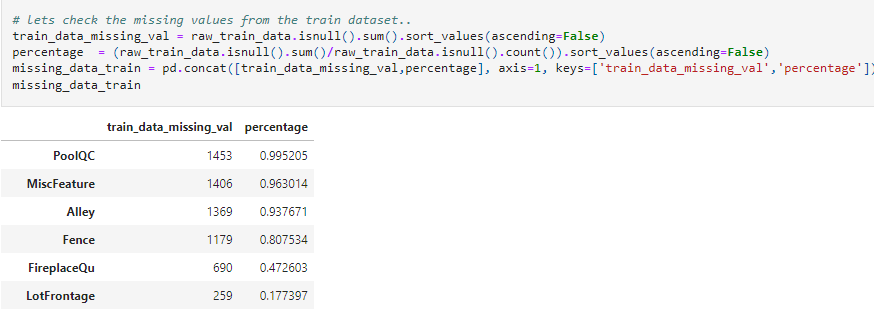 # lets check the missing values from the train dataset..
train_data_missing_val = raw_train_data.isnull().sum().sort_values(ascending=False)
percentage  = (raw_train_data.isnull().sum()/raw_train_data.isnull().count()).sort_values(ascending=False)
missing_data_train = pd.concat([train_data_missing_val,percentage], axis=1, keys=['train_data_missing_val','percentage'])
missing_data_train
train_data_missing_val percentage
PoolQC 1453 0.995205
MiscFeature 1406 0.963014
Alley 1369 0.937671
Fence 1179 0.807534
FireplaceQu 690 0.472603
LotFrontage 259 0.177397